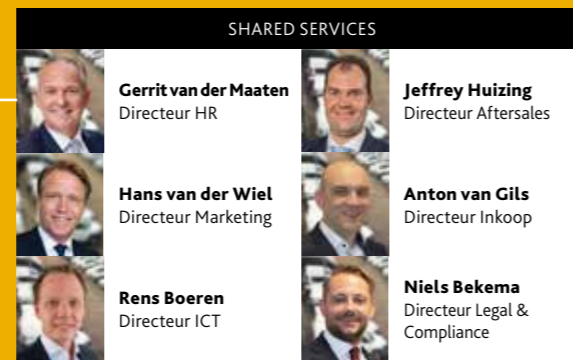 SHARED SERVICES
Gerrit van der Maaten
Directeur HR
Jeffrey Huizing
Directeur Aftersales
Hans van der Wiel
Directeur Marketing
Anton van Gils
Directeur Inkoop
Rens Boeren
Directeur ICT
Niels Bekema
Directeur Legal &
Compliance